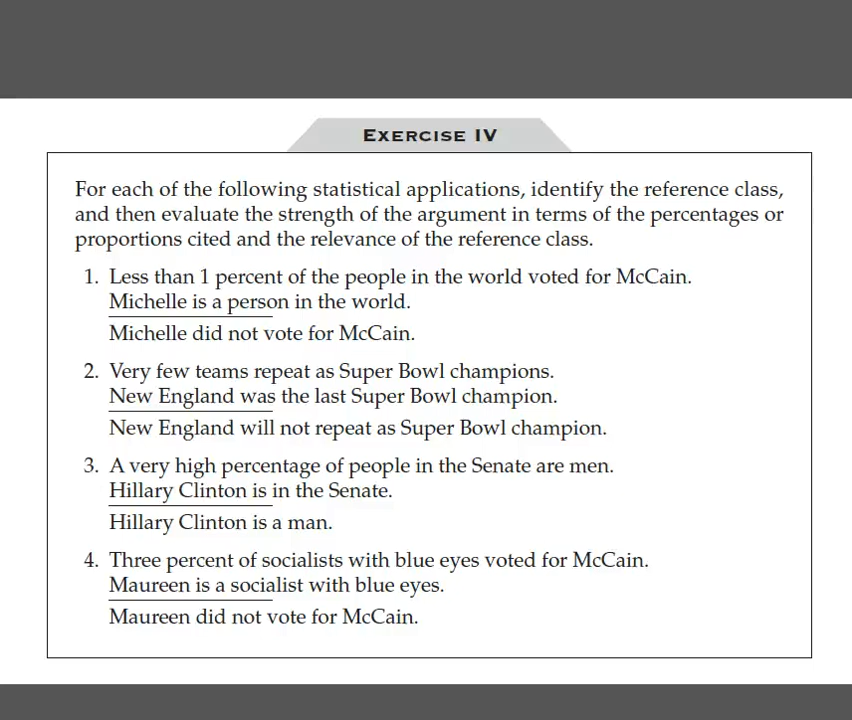 EXERCISE IV
For each of the following statistical applications, identify the reference class,
and then evaluate the strength of the argument in terms of the percentages or
proportions cited and the relevance of the reference class.
1. Less than 1 percent of the people in the world voted for McCain.
Michelle is a person in the world.
Michelle did not vote for McCain.
2. Very few teams repeat as Super Bowl champions.
New England was the last Super Bowl champion.
New England will not repeat as Super Bowl champion.
3. A very high percentage of people in the Senate are men.
Hillary Clinton is in the Senate.
Hillary Clinton is a man.
4. Three percent of socialists with blue eyes voted for McCain.
Maureen is a socialist with blue eyes.
Maureen did not vote for McCain.